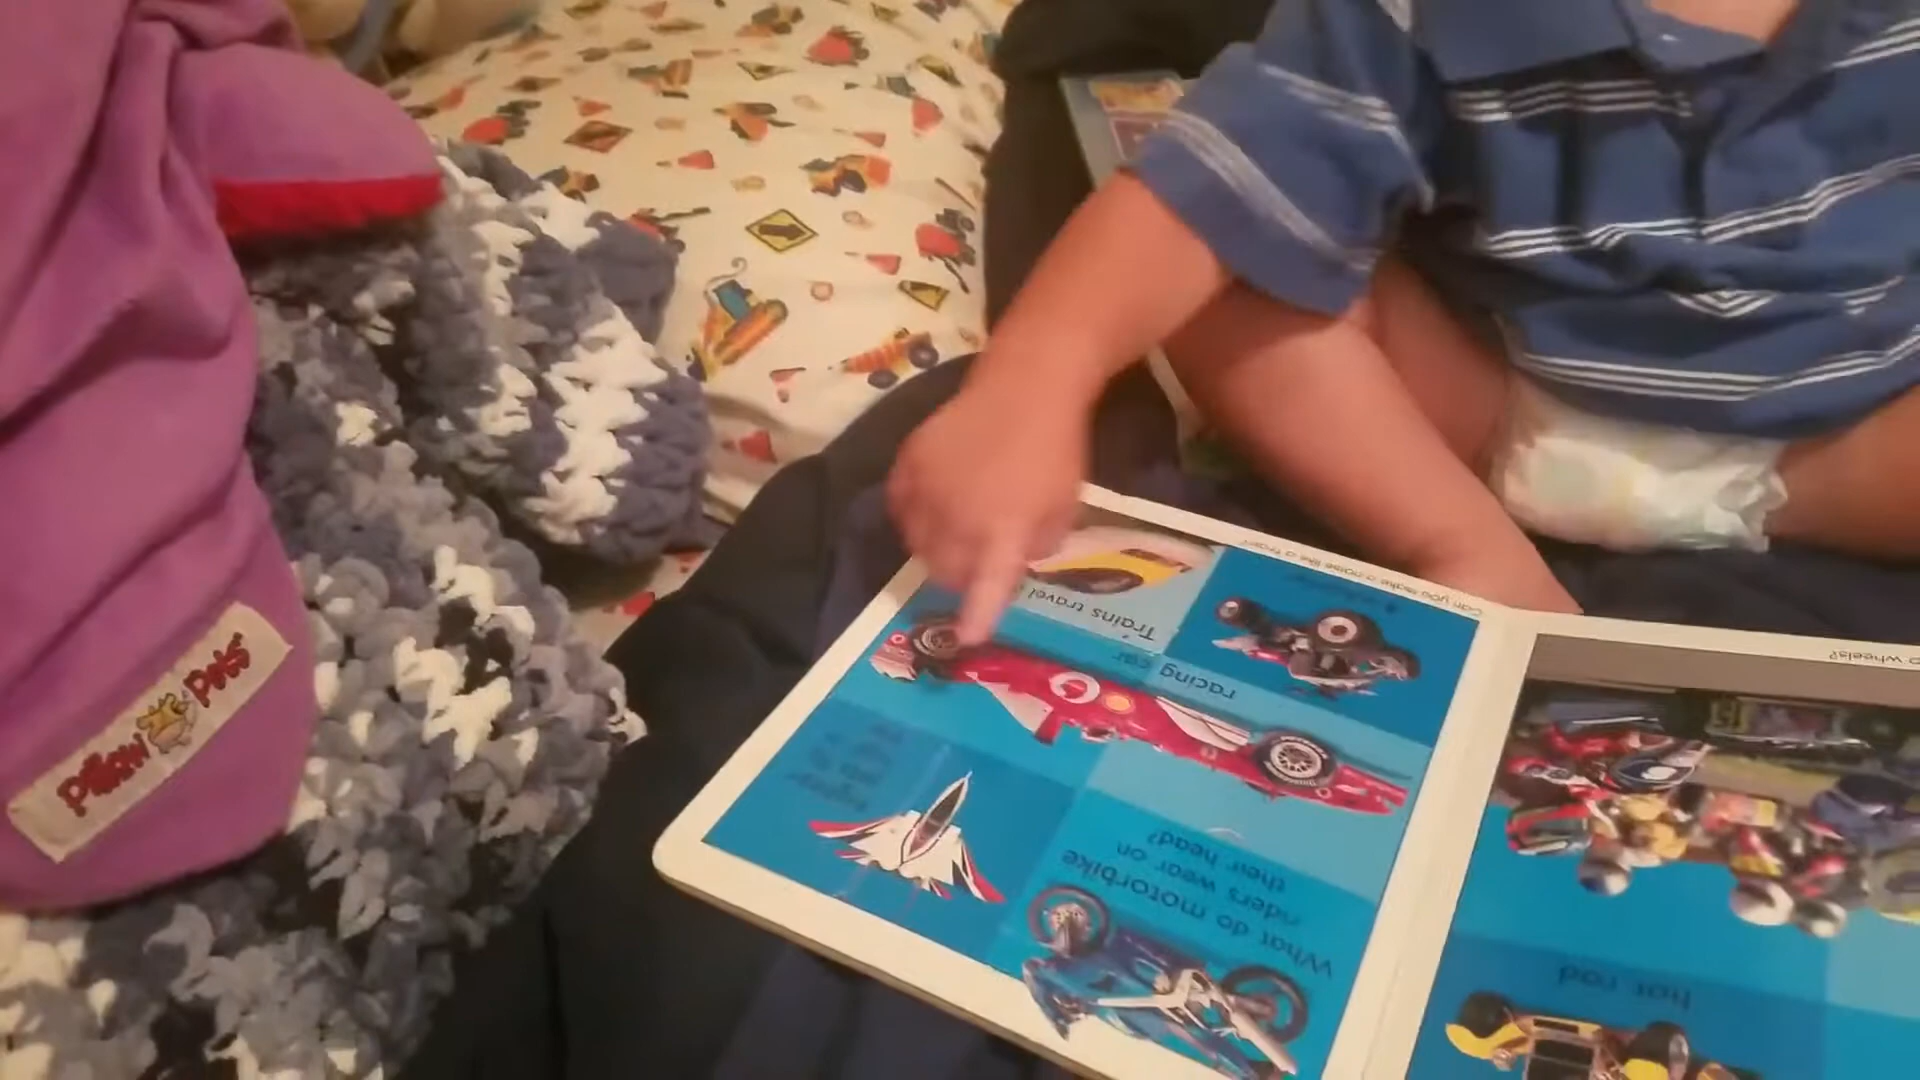 Pillow Pets
Can you make a noise like a train?
Trains travel
racing car
What do motorbike
riders wear on
their head?
wheels?
hot rod